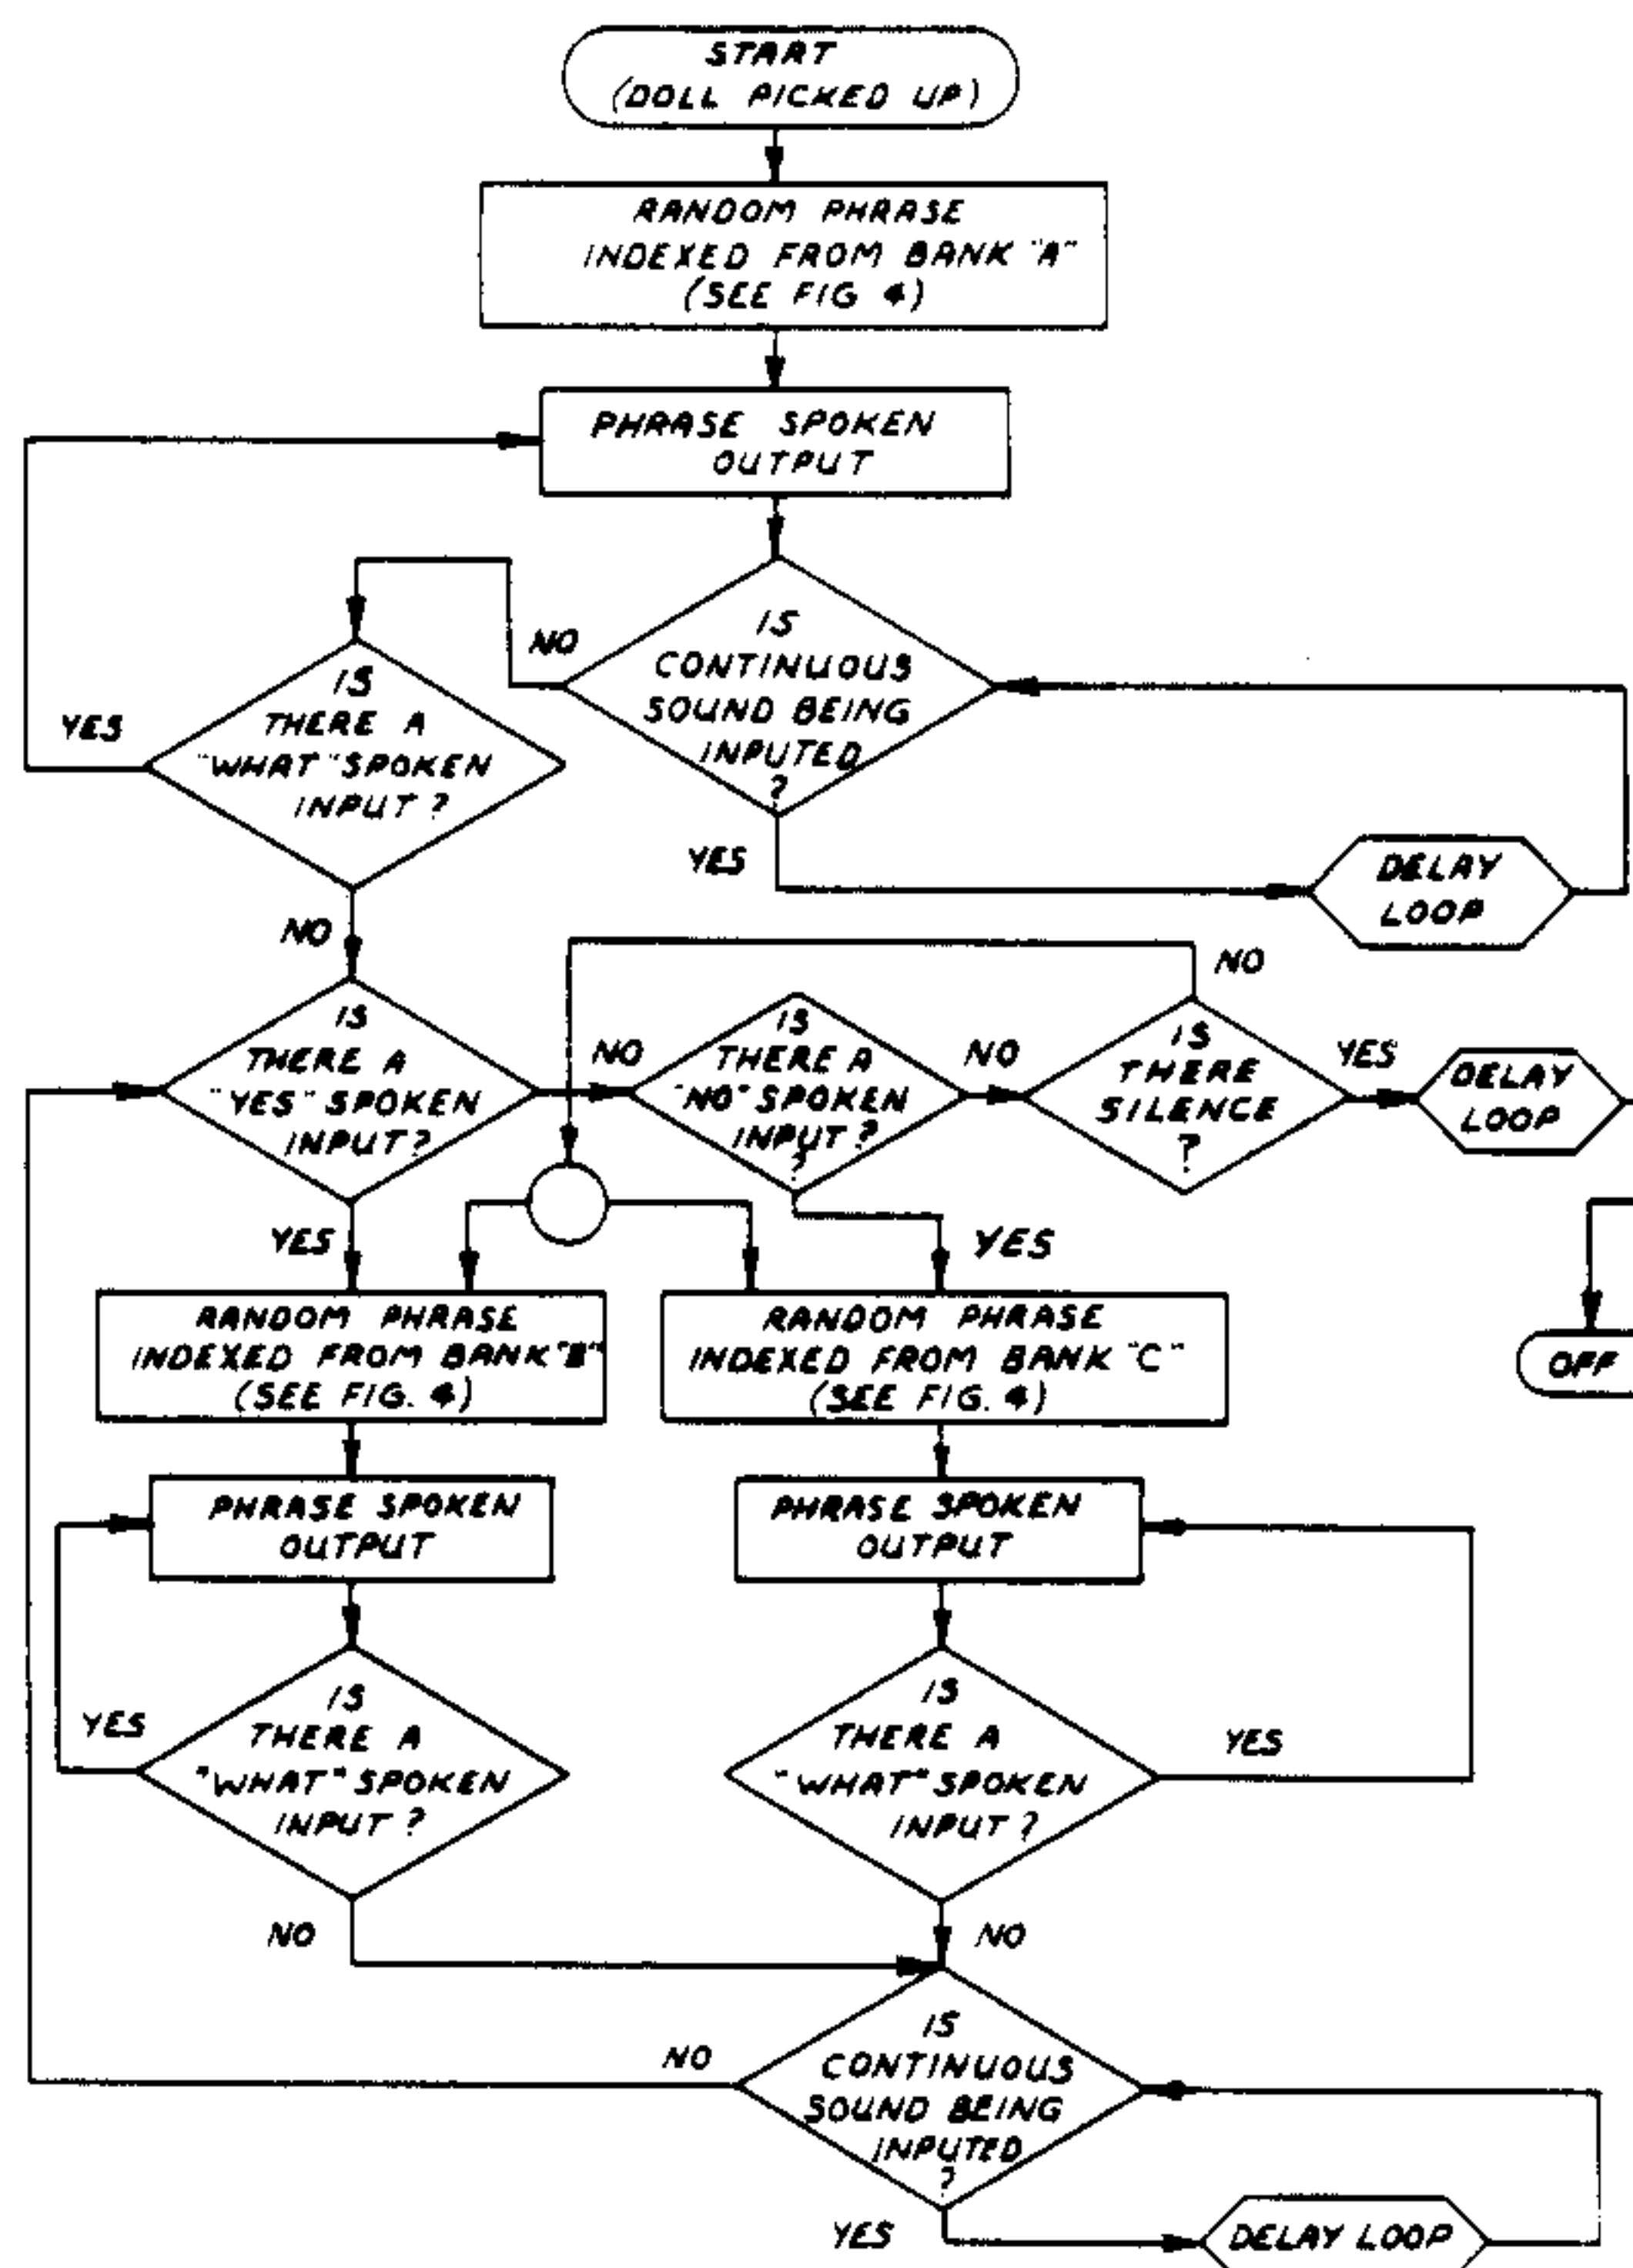 START
(DOLL PICKED UP)
RANDOM PHRASE
INDEXED FROM BANK "A"
(SEE FIG 4)
PHRASE SPOKEN
OUTPUT
IS
CONTINUOUS
SOUND BEING
INPUTED
?
NO
YES
IS
THERE A
"WHAT" SPOKEN
INPUT?
YES
NO
DELAY
LOOP
IS
THERE A
"YES" SPOKEN
INPUT?
NO
YES
IS
THERE A
"NO" SPOKEN
INPUT?
?
NO
YES
IS
THERE
SILENCE
?
NO
YES
DELAY
LOOP
OFF
RANDOM PHRASE
INDEXED FROM BANK "B"
(SEE FIG. 4)
RANDOM PHRASE
INDEXED FROM BANK "C"
(SEE FIG. 4)
PHRASE SPOKEN
OUTPUT
PHRASE SPOKEN
OUTPUT
IS
THERE A
"WHAT" SPOKEN
INPUT?
YES
NO
IS
THERE A
"WHAT" SPOKEN
INPUT?
YES
NO
IS
CONTINUOUS
SOUND BEING
INPUTED
?
NO
YES
DELAY LOOP